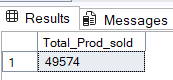 Results Messages
Total_Prod_sold
1 49574